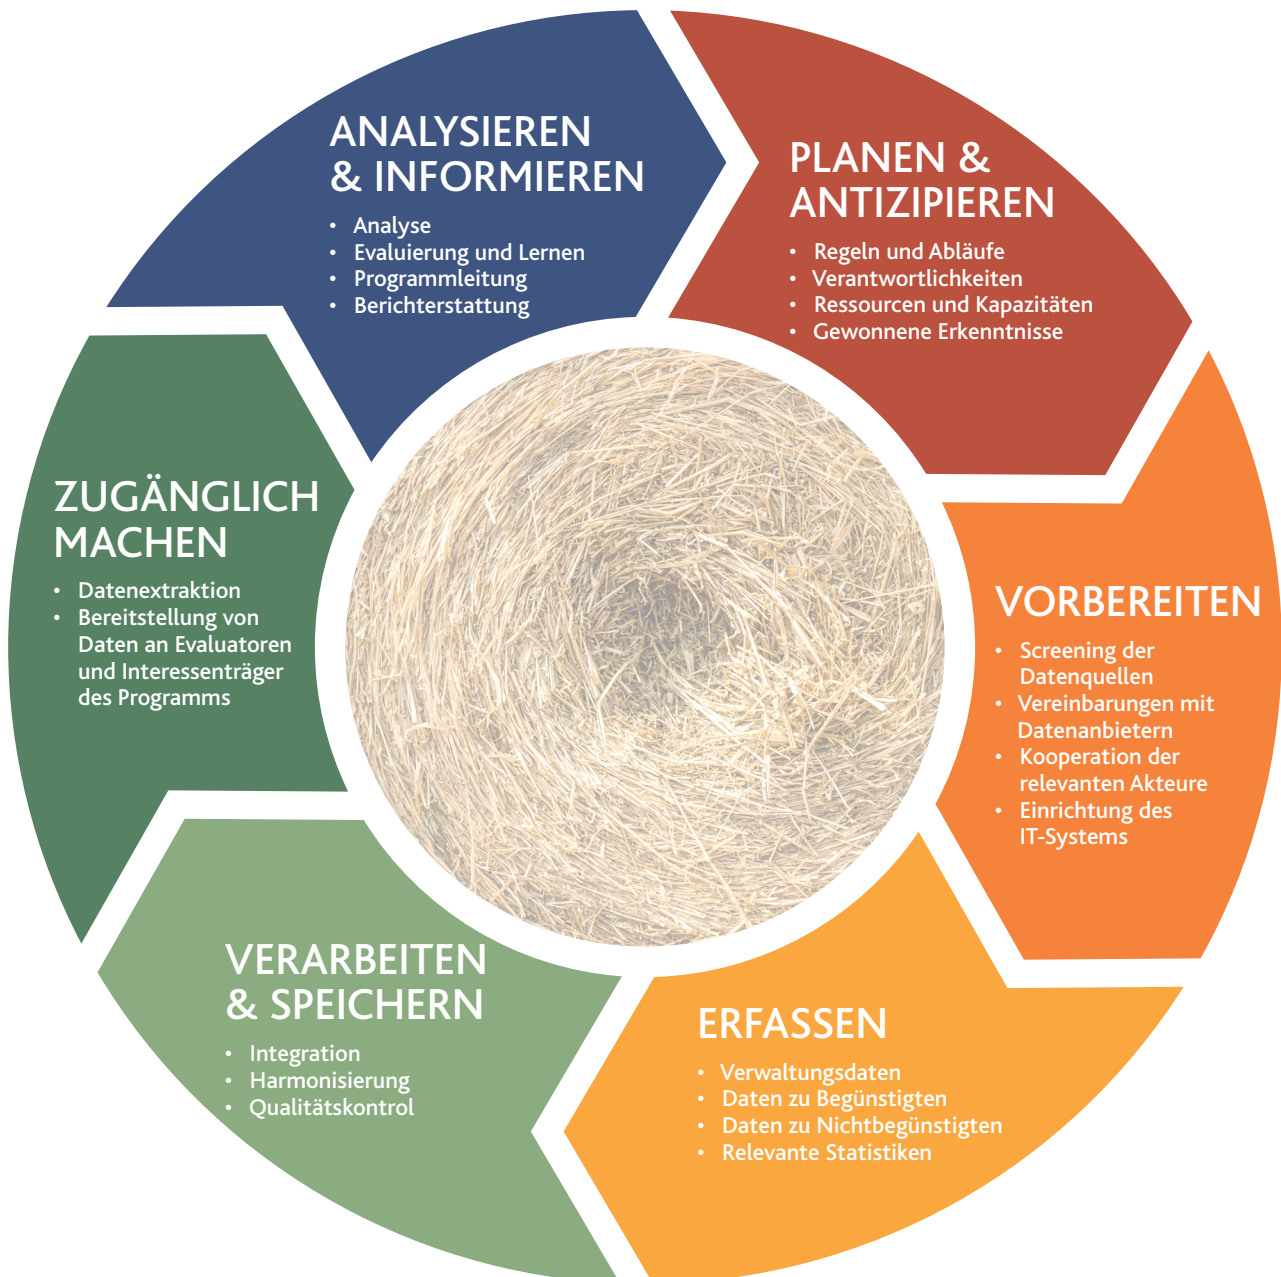 ANALYSIEREN
& INFORMIEREN
• Analyse
• Evaluierung und Lernen
• Programmleitung
• Berichterstattung
PLANEN &
ANTIZIPIEREN
• Regeln und Abläufe
• Verantwortlichkeiten
• Ressourcen und Kapazitäten
• Gewonnene Erkenntnisse
VORBEREITEN
• Screening der
Datenquellen
• Vereinbarungen mit
Datenanbietern
• Kooperation der
relevanten Akteure
• Einrichtung des
IT-Systems
ERFASSEN
• Verwaltungsdaten
• Daten zu Begünstigten
• Daten zu Nichtbegünstigten
• Relevante Statistiken
VERARBEITEN
& SPEICHERN
• Integration
• Harmonisierung
• Qualitätskontrol
ZUGÄNGLICH
MACHEN
• Datenextraktion
• Bereitstellung von
Daten an Evaluatoren
und Interessenträger
des Programms